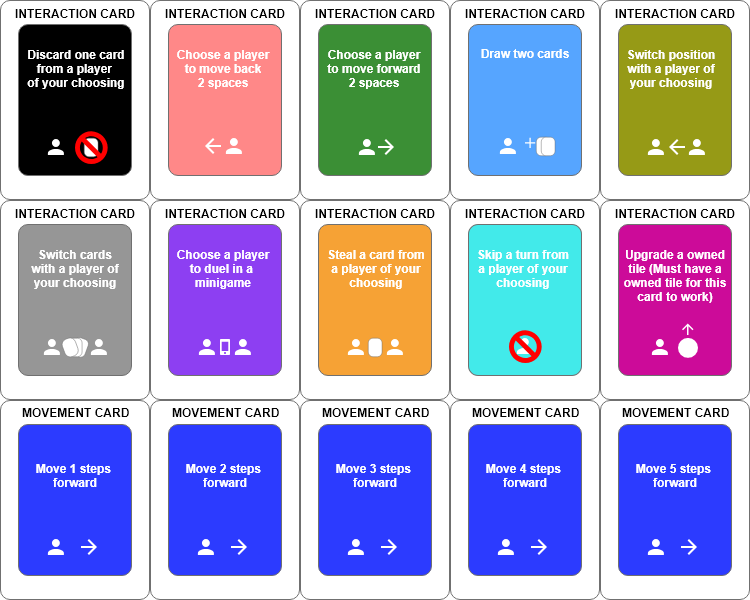 INTERACTION CARD
Discard one card
from a player
of your choosing
INTERACTION CARD
Choose a player
to move back
2 spaces
INTERACTION CARD
Choose a player
to move forward
2 spaces
INTERACTION CARD
Draw two cards
INTERACTION CARD
Switch position
with a player of
your choosing
INTERACTION CARD
Switch cards
with a player of
your choosing
INTERACTION CARD
Choose a player
to duel in a
minigame
INTERACTION CARD
Steal a card from
a player of your
choosing
INTERACTION CARD
Skip a turn from
a player of your
choosing
INTERACTION CARD
Upgrade a owned
tile (Must have a
owned tile for this
card to work)
MOVEMENT CARD
Move 1 steps
forward
MOVEMENT CARD
Move 2 steps
forward
MOVEMENT CARD
Move 3 steps
forward
MOVEMENT CARD
Move 4 steps
forward
MOVEMENT CARD
Move 5 steps
forward